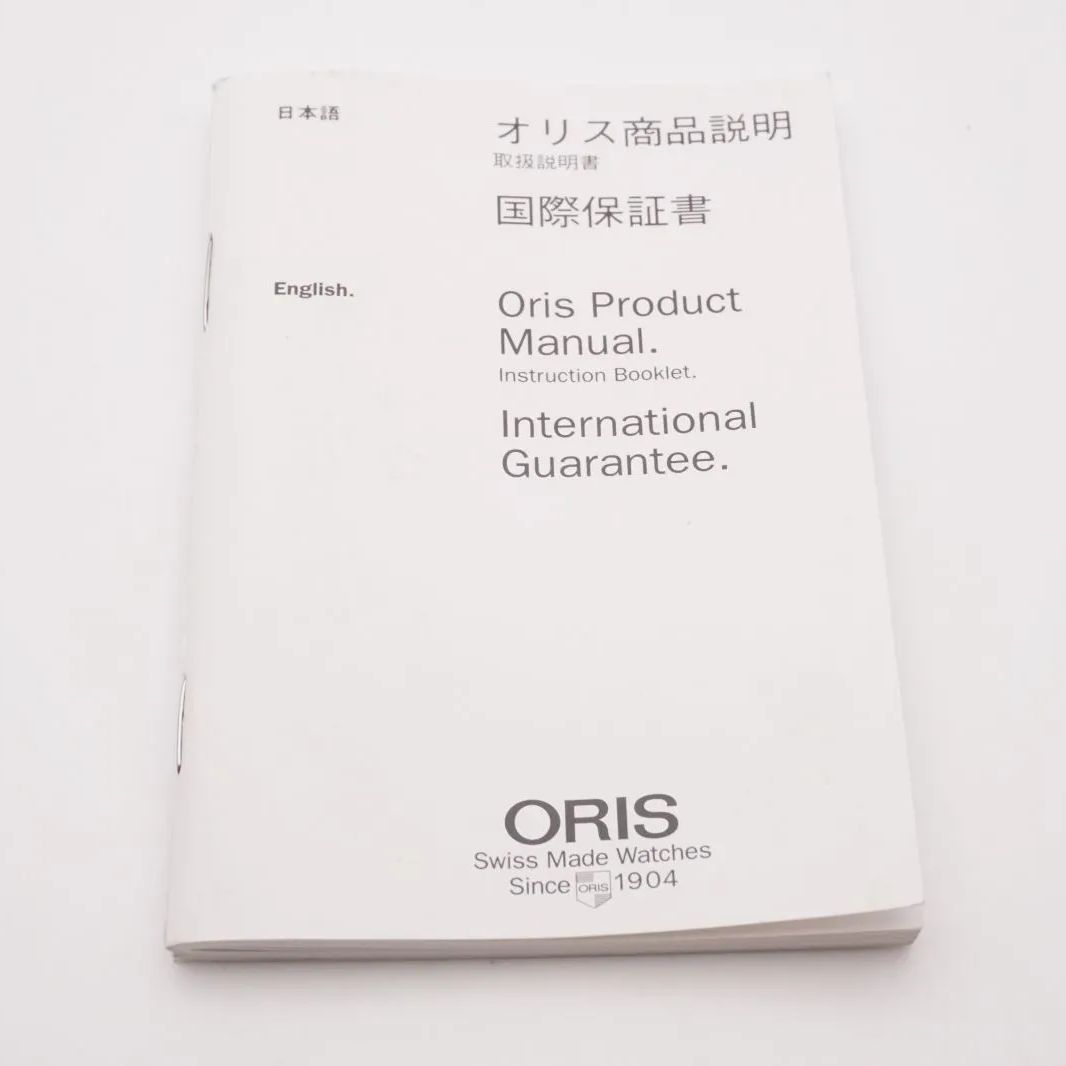 日本語
オリス商品説明
取扱説明書
国際保証書
English.
Oris Product
Manual.
Instruction Booklet.
International
Guarantee.
ORIS
Swiss Made Watches
Since ORIS 1904